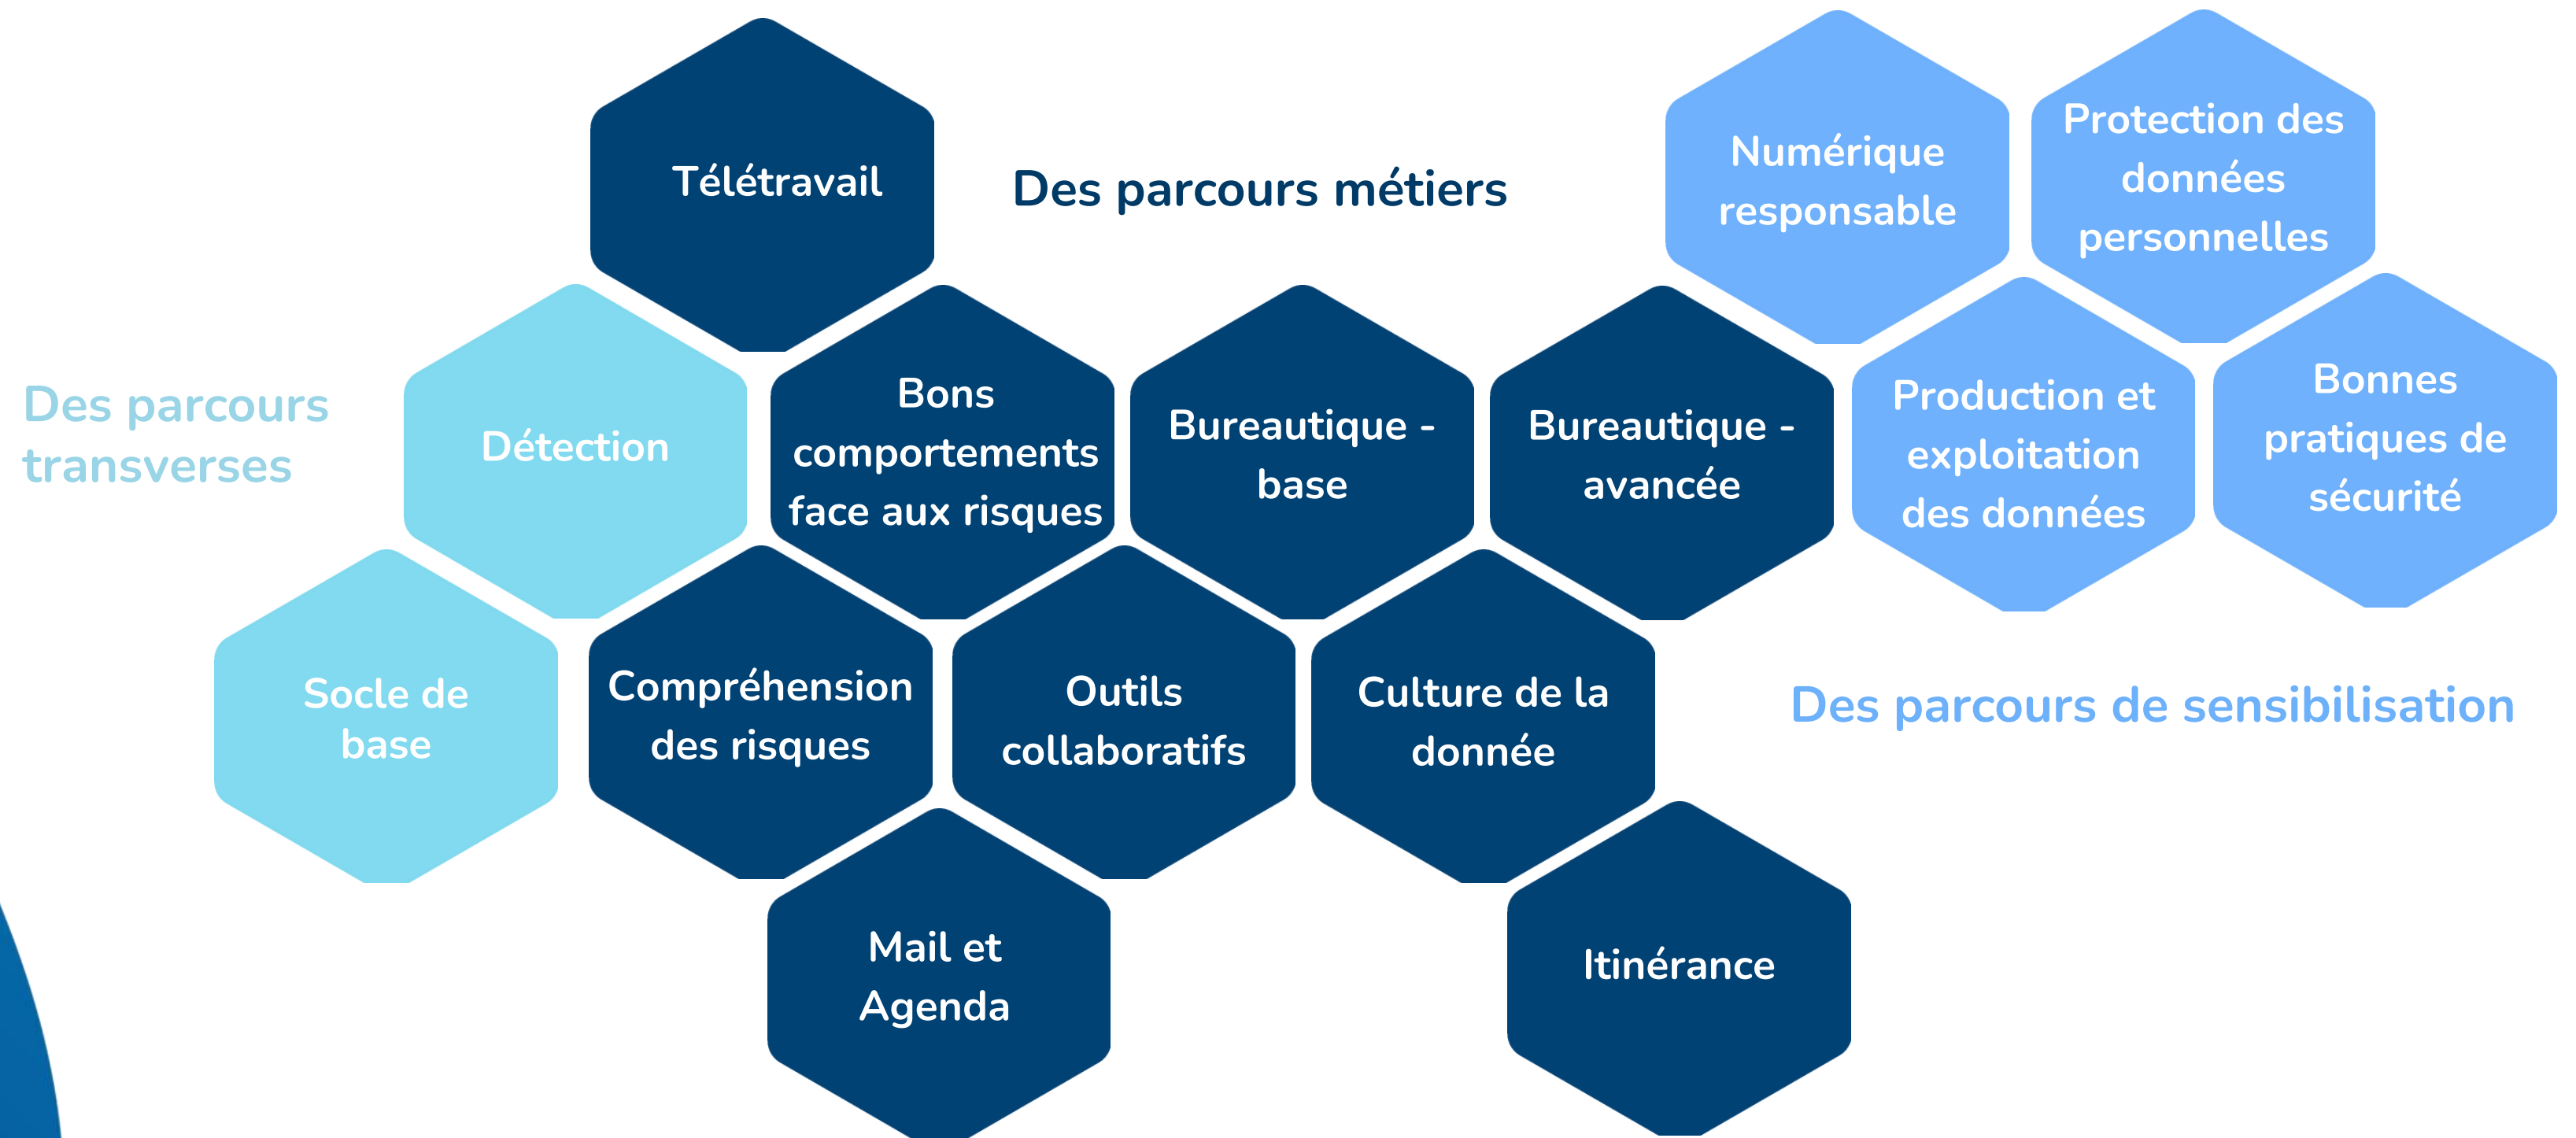 Télétravail
Des parcours métiers
Numérique
responsable
Protection des
données
personnelles
Des parcours
transverses
Détection
Bons
comportements
face aux risques
Bureautique -
base
Bureautique -
avancée
Production et
exploitation
des données
Bonnes
pratiques de
sécurité
Socle de
base
Compréhension
des risques
Outils
collaboratifs
Culture de la
donnée
Des parcours de sensibilisation
Mail et
Agenda
Itinérance